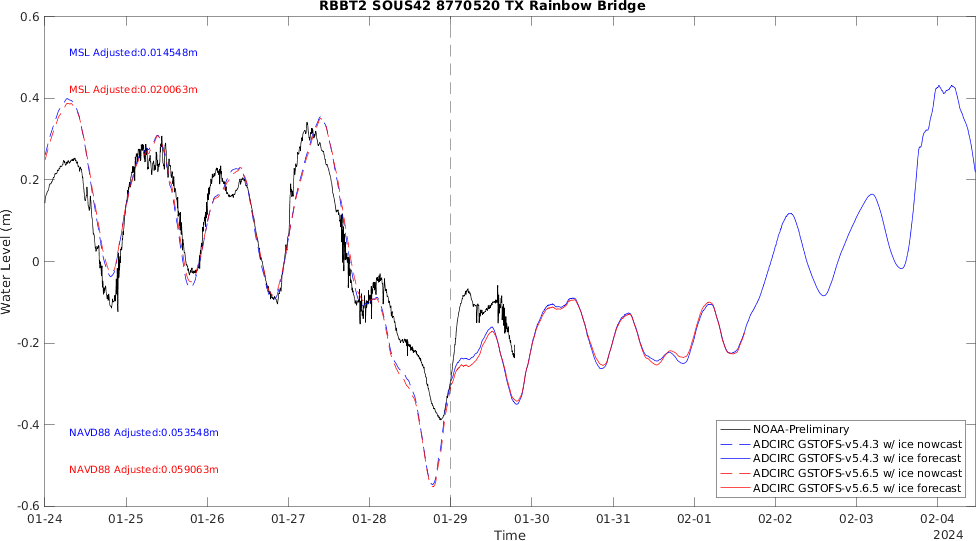 RBBT2 SOUS42 8770520 TX Rainbow Bridge
0.6
MSL Adjusted:0.014548m
MSL Adjusted:0.020063m
0.4
0.2
0
-0.2
-0.4
-0.6
Water Level (m)
NAVD88 Adjusted:0.053548m
NAVD88 Adjusted:0.059063m
NOAA-Preliminary
ADCIRC GSTOFS-v5.4.3 w/ ice nowcast
ADCIRC GSTOFS-v5.4.3 w/ ice forecast
ADCIRC GSTOFS-v5.6.5 w/ ice nowcast
ADCIRC GSTOFS-v5.6.5 w/ ice forecast
01-24 01-25 01-26 01-27 01-28 01-29 01-30 01-31 02-01 02-02 02-03 02-04
Time
2024